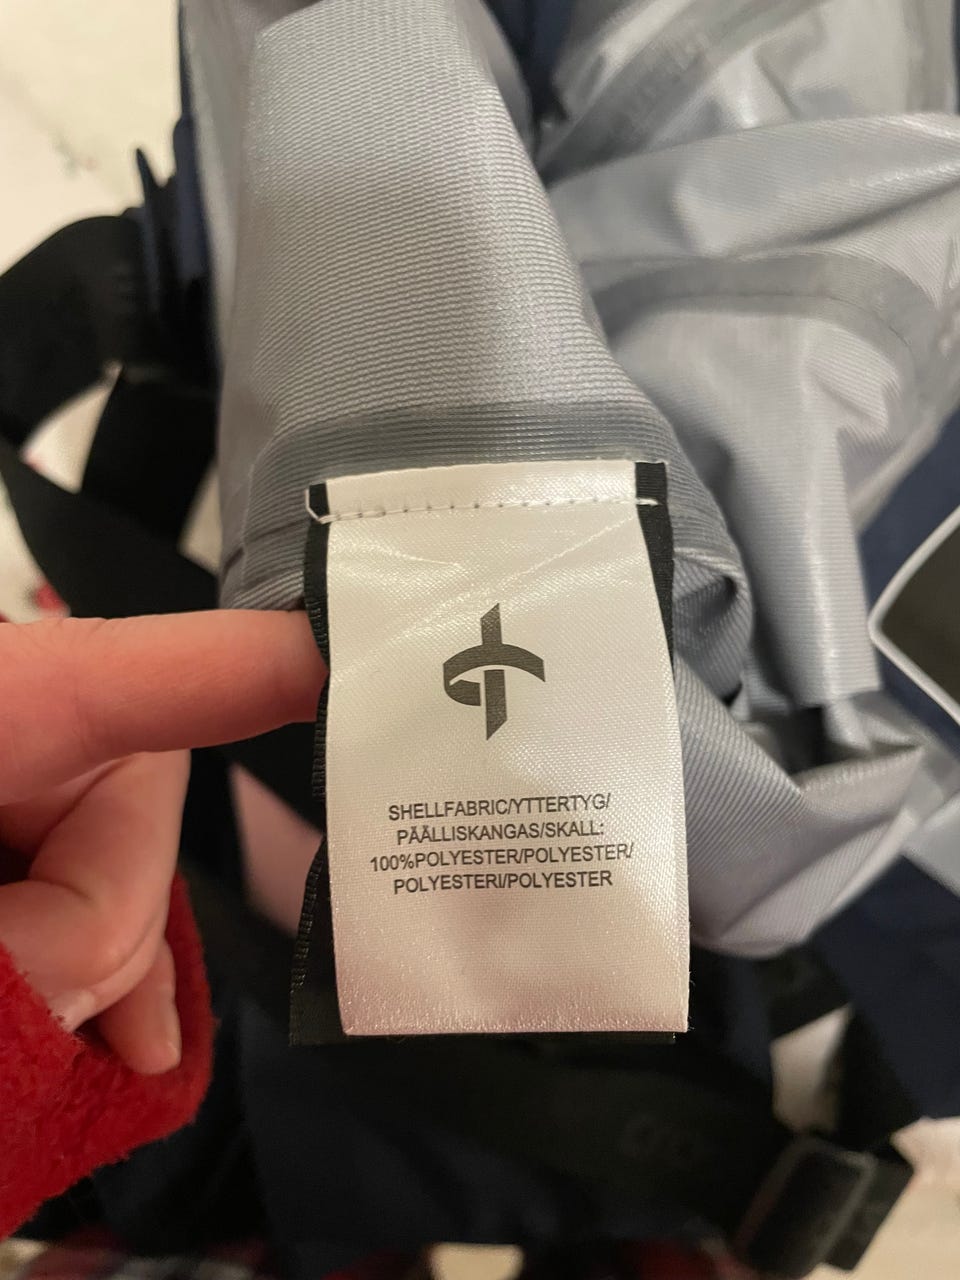 SHELLFABRIC/YTTERTYG/
PÄÄLLISKANGAS/SKALL:
100%POLYESTER/POLYESTER/
POLYESTERI/POLYESTER